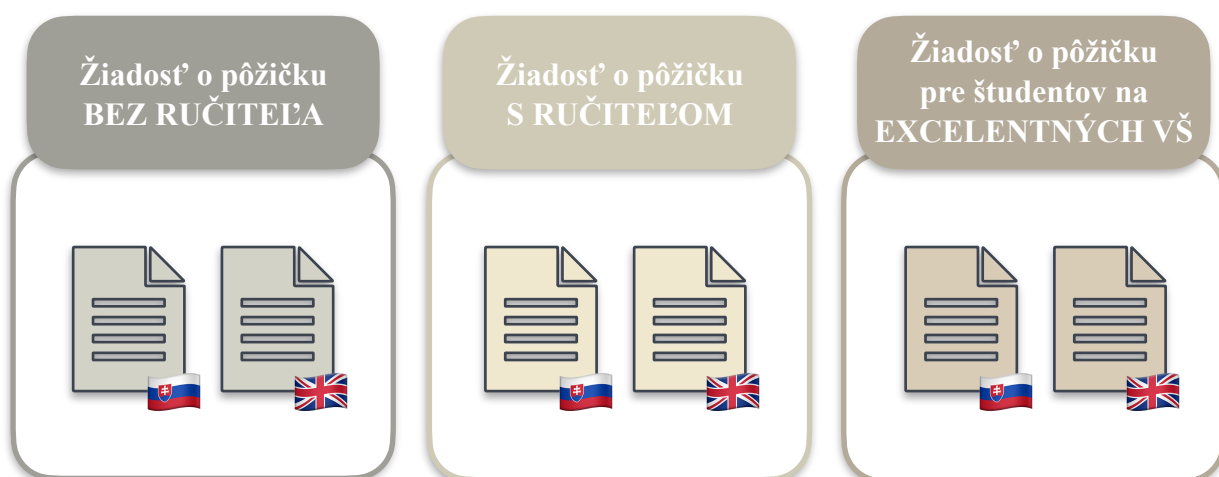 Žiadosť o pôžičku
BEZ RUČITEĽA
Žiadosť o pôžičku
S RUČITEĽOM
Žiadosť o pôžičku
pre študentov na
EXCELENTNÝCH VŠ